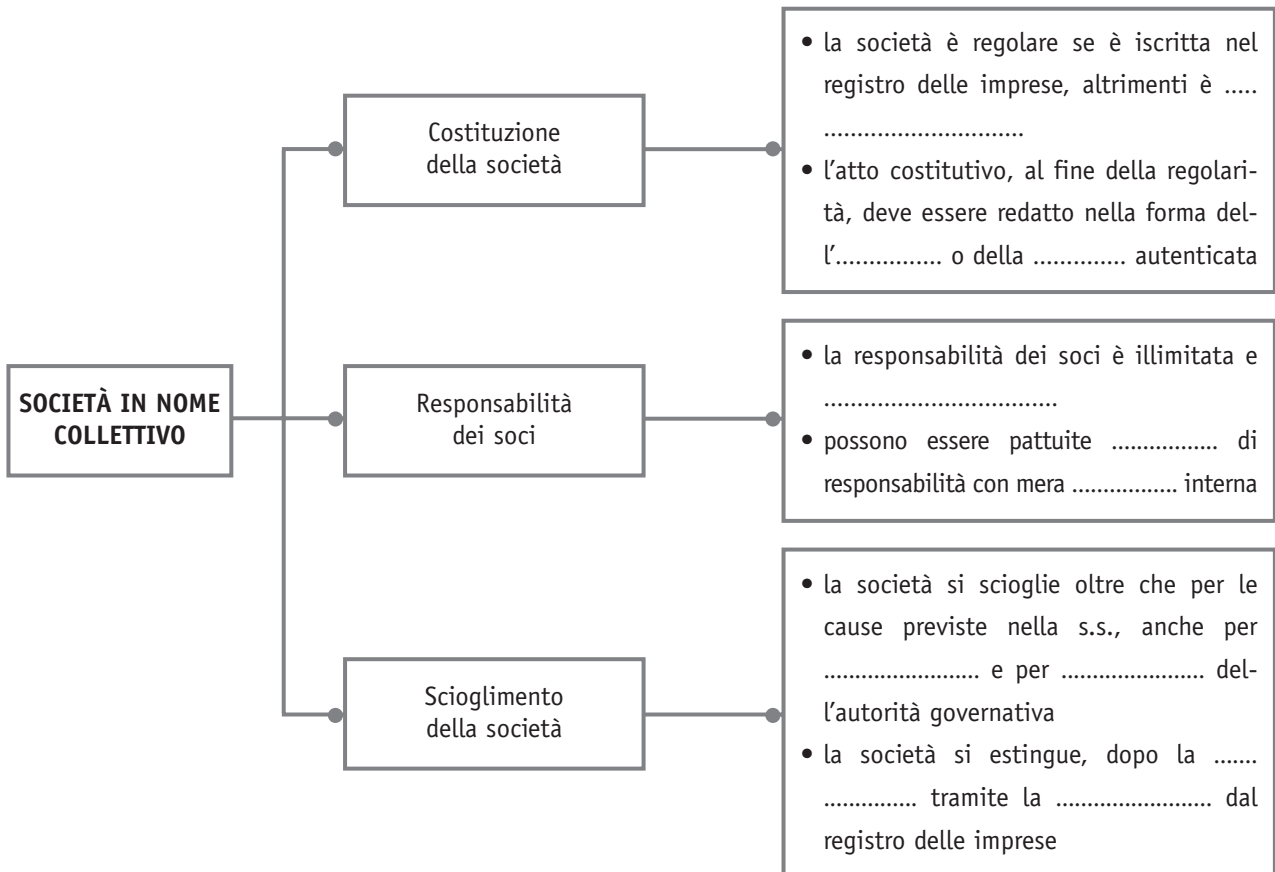 • la società è regolare se è iscritta nel
registro delle imprese, altrimenti è .....
..............................
• l'atto costitutivo, al fine della regolari-
tà, deve essere redatto nella forma del-
l'................ o della .............. autenticata
Costituzione
della società
SOCIETÀ IN NOME
COLLETTIVO
Responsabilità
dei soci
• la responsabilità dei soci è illimitata e
...................................
• possono essere pattuite ................ di
responsabilità con mera ................ interna
Scioglimento
della società
• la società si scioglie oltre che per le
cause previste nella s.s., anche per
........................ e per ...................... del-
l'autorità governativa
• la società si estingue, dopo la .......
............... tramite la ........................ dal
registro delle imprese